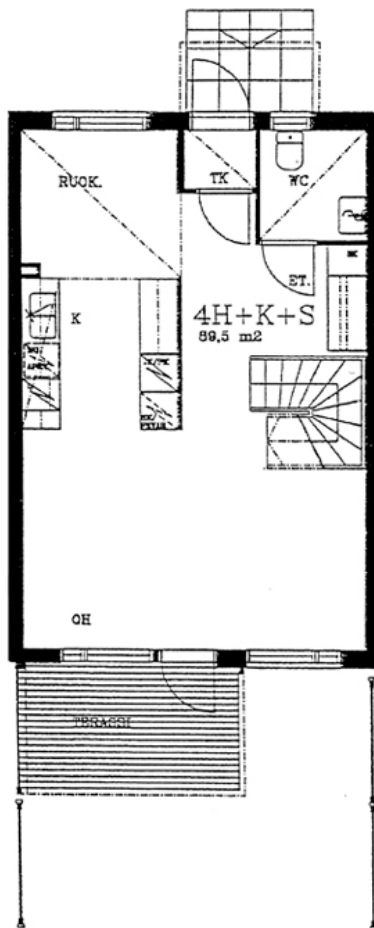 RUOK.
TK
WC
ET.
K
4H+K+S
89,5 m2
OH
TERASSI